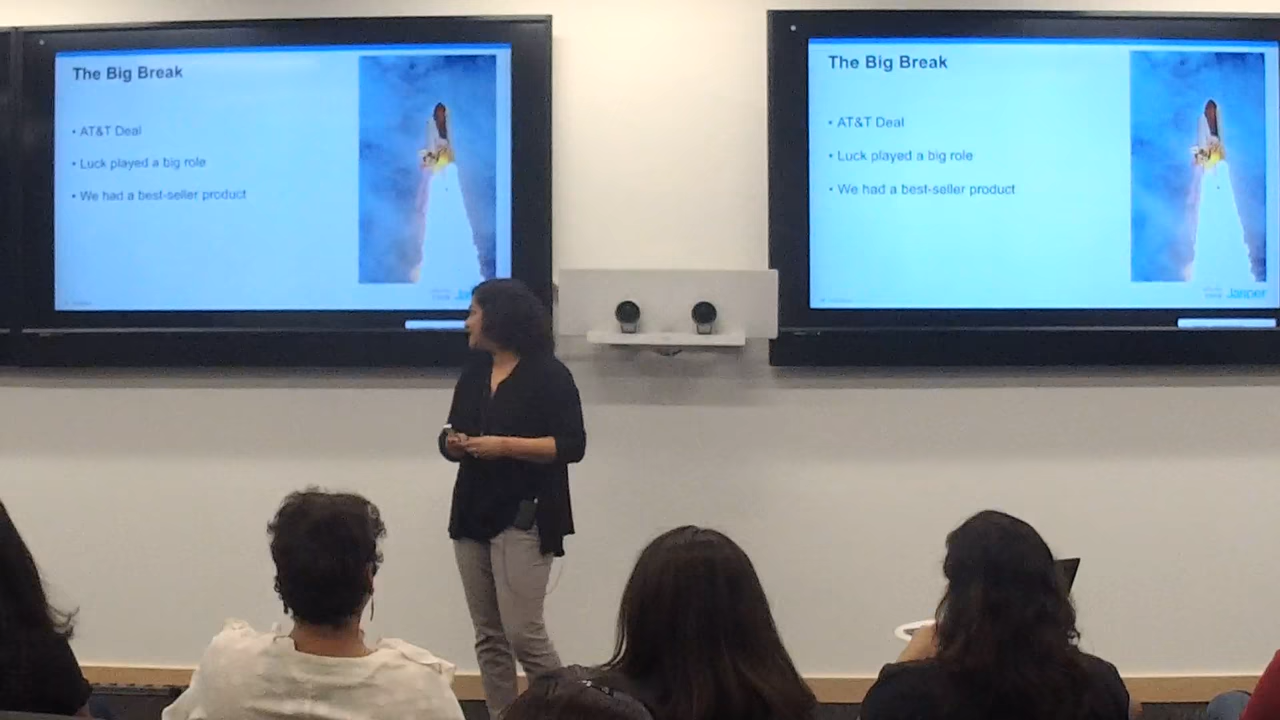 The Big Break
• AT&T Deal
• Luck played a big role
• We had a best-seller product
The Big Break
• AT&T Deal
• Luck played a big role
• We had a best-seller product
Jasper